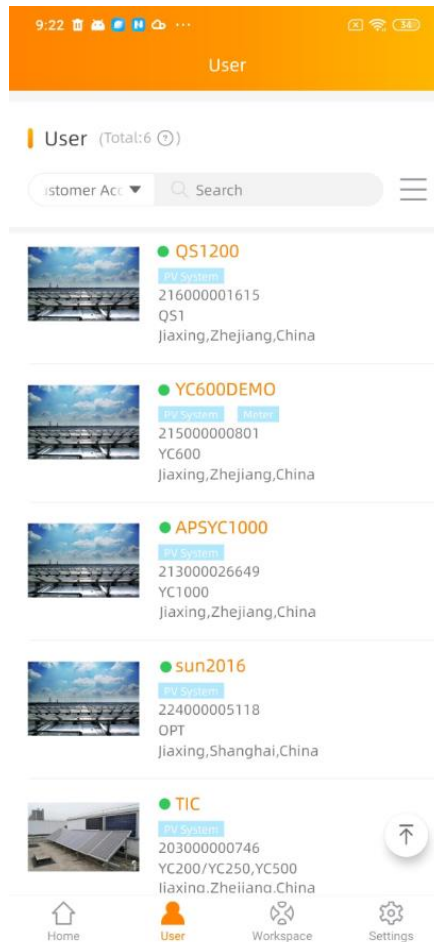 9:22
34
User
User (Total:6 ?)
stomer Acc
Search
QS1200
PV System
216000001615
QS1
Jiaxing,Zhejiang,China
YC600DEMO
PV System Meter
215000000801
YC600
Jiaxing,Zhejiang,China
APSYC1000
PV System
213000026649
YC1000
Jiaxing,Zhejiang,China
sun2016
PV System
224000005118
OPT
Jiaxing,Shanghai,China
TIC
PV System
203000000746
YC200/YC250,YC500
Jiaxing,Zhejiang,China
Home User Workspace Settings